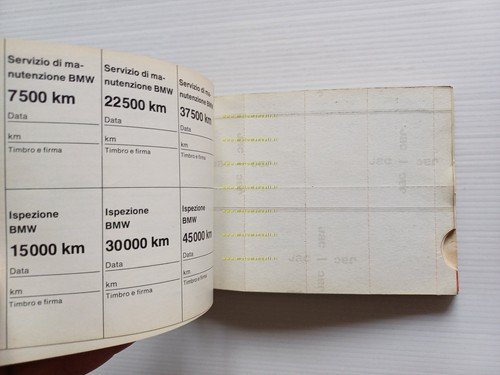 Servizio di ma-
nutenzione BMW
7500 km
Data
km
Timbro e firma
Servizio di ma-
nutenzione BMW
22500 km
Data
km
Timbro e firma
Servizio di ma-
nutenzione BMW
37500 km
Data
km
Timbro e firma
Ispezione
BMW
15000 km
Data
km
Timbro e firma
Ispezione
BMW
30000 km
Data
km
Timbro e firma
Ispezione
BMW
45000 km
Data
km
Timbro e firma